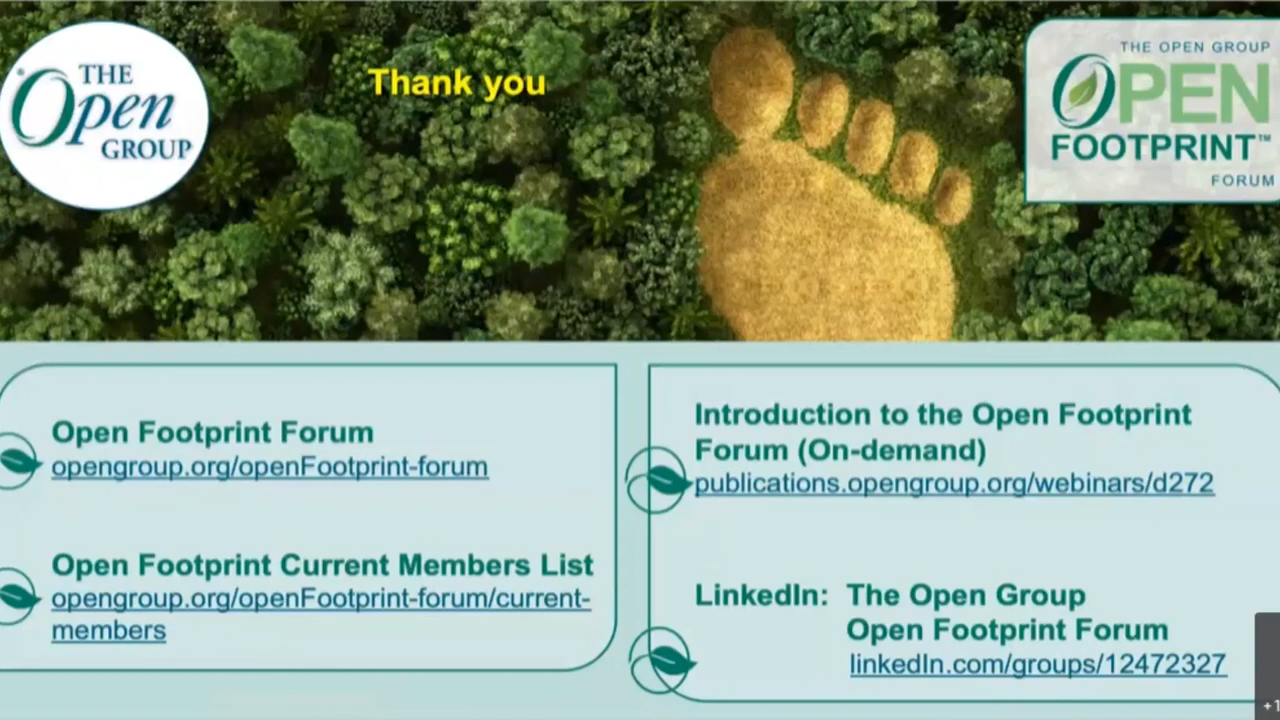 THE
Open
GROUP
Thank you
THE OPEN GROUP
OPEN
FOOTPRINT™
FORUM
Open Footprint Forum
opengroup.org/openFootprint-forum
Open Footprint Current Members List
opengroup.org/openFootprint-forum/current-
members
Introduction to the Open Footprint
Forum (On-demand)
publications.opengroup.org/webinars/d272
LinkedIn: The Open Group
Open Footprint Forum
linkedIn.com/groups/12472327